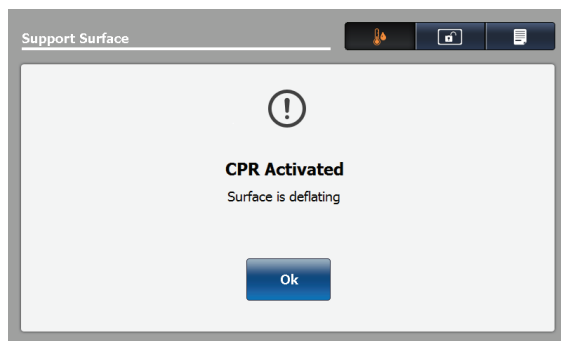 Support Surface
CPR Activated
Surface is deflating
Ok